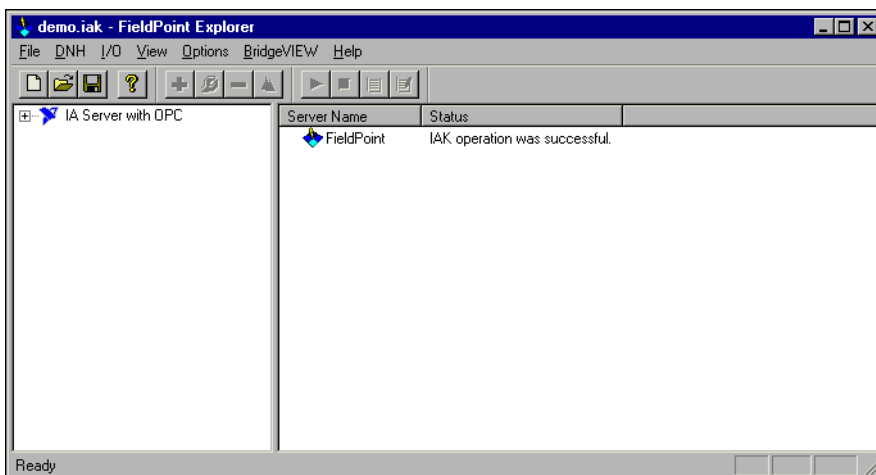 demo.iak - FieldPoint Explorer
File DNH I/O View Options BridgeVIEW Help
IA Server with OPC
Server Name Status
FieldPoint IAK operation was successful.
Ready